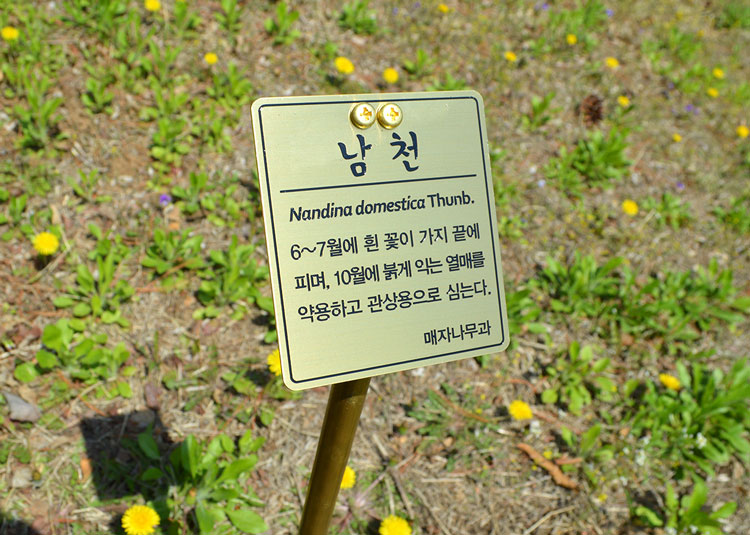 남천
Nandina domestica Thunb.
6~7월에 흰 꽃이 가지 끝에
피며, 10월에 붉게 익는 열매를
약용하고 관상용으로 심는다.
매자나무과